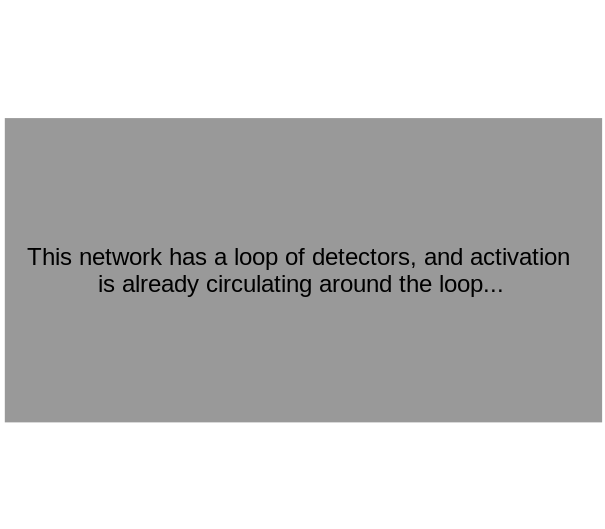 This network has a loop of detectors, and activation
is already circulating around the loop...